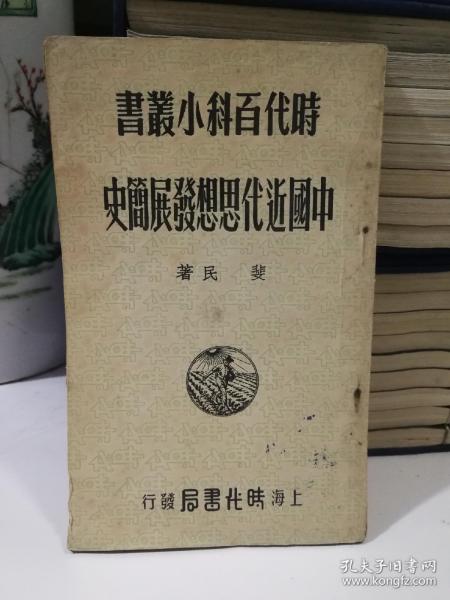 時代百科小叢書
中國近代思想發展簡史
斐民著
上海時代書局發行
孔夫子旧书网
www.kongfz.com